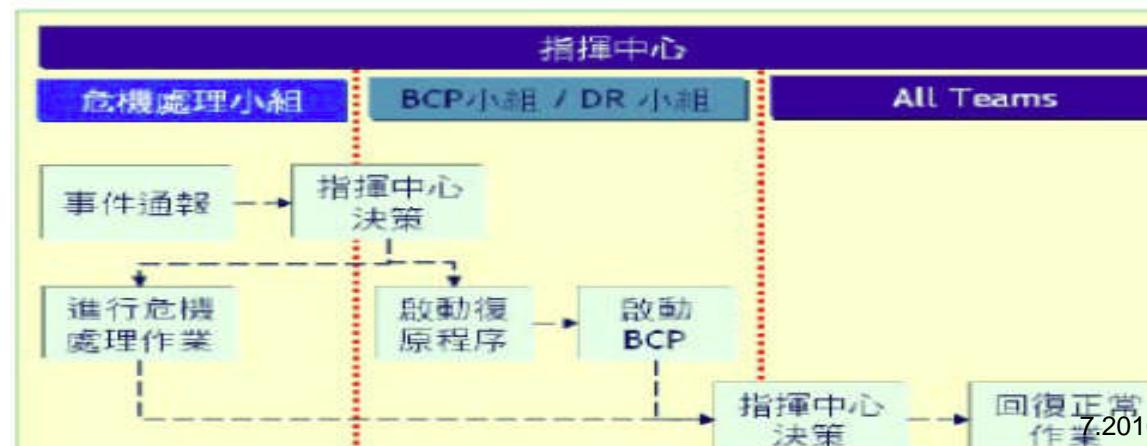 指揮中心
危機處理小組
BCP小組 / DR 小組
All Teams
事件通報
指揮中心
決策
進行危機
處理作業
啟動復
原程序
啟動
BCP
指揮中心
決策
回復正常
作業
7.201